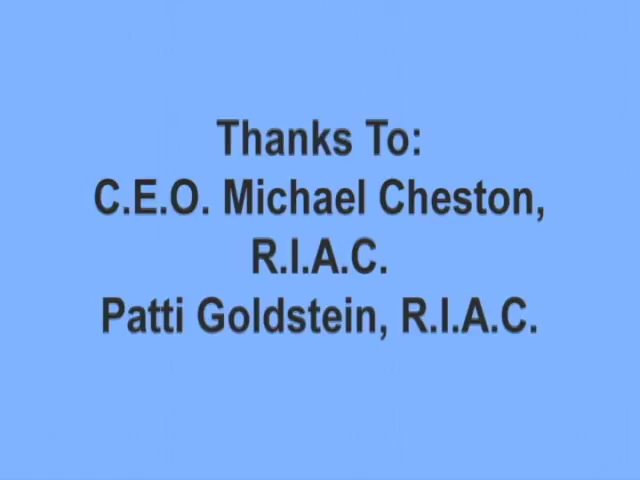 Thanks To:
C.E.O. Michael Cheston,
R.I.A.C.
Patti Goldstein, R.I.A.C.